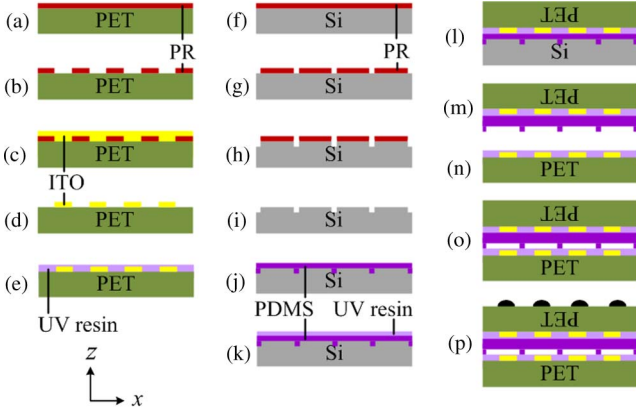 (a) PET
PR
(b) PET
(c) PET
ITO
(d) PET
(e) PET
UV resin
z
x
(f) Si
PR
(g) Si
(h) Si
(i) Si
(j) Si
PDMS UV resin
(k) Si
(l) PET
Si
(m) PET
(n) PET
(o) PET
PET
(p) PET
PET